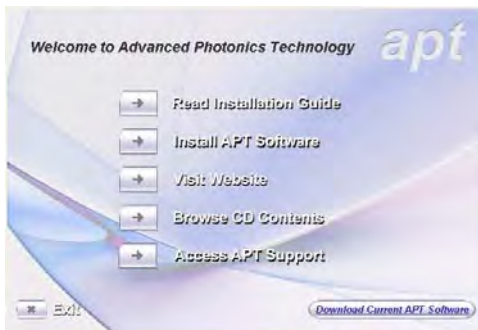 Welcome to Advanced Photonics Technology
apt
Read Installation Guide
Install APT Software
Visit Website
Browse CD Contents
Access APT Support
Exit
Download Current APT Software